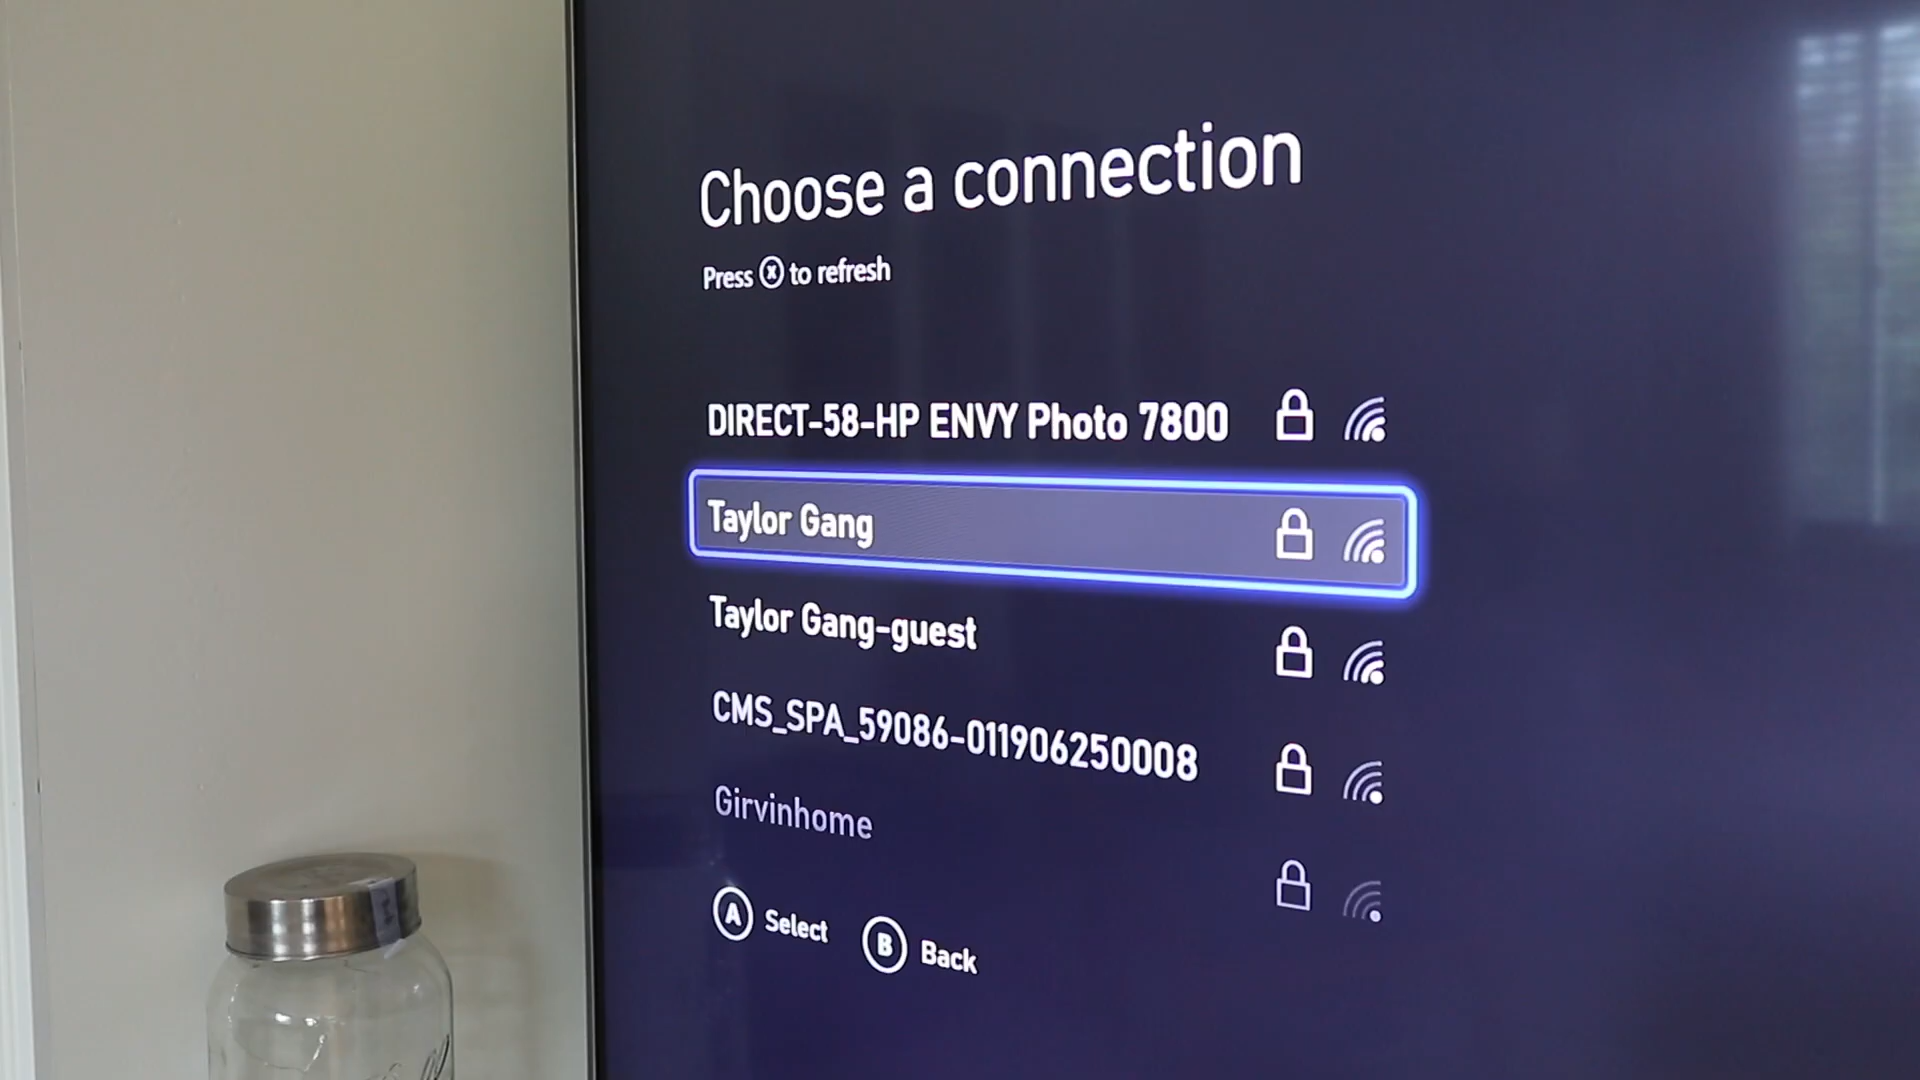 Choose a connection
Press X to refresh
DIRECT-58-HP ENVY Photo 7800
Taylor Gang
Taylor Gang-guest
CMS_SPA_59086-011906250008
Girvinhome
A Select B Back